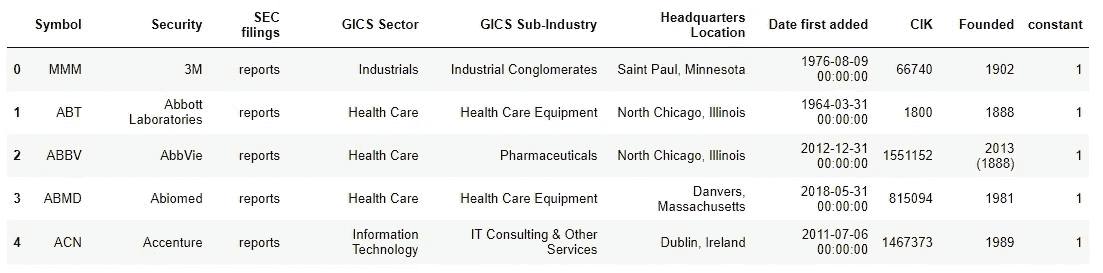 Symbol Security SEC filings GICS Sector GICS Sub-Industry Headquarters Location Date first added CIK Founded constant
0 MMM 3M reports Industrials Industrial Conglomerates Saint Paul, Minnesota 1976-08-09 00:00:00 66740 1902 1
1 ABT Abbott Laboratories reports Health Care Health Care Equipment North Chicago, Illinois 1964-03-31 00:00:00 1800 1888 1
2 ABBV AbbVie reports Health Care Pharmaceuticals North Chicago, Illinois 2012-12-31 00:00:00 1551152 2013 (1888) 1
3 ABMD Abiomed reports Health Care Health Care Equipment Danvers, Massachusetts 2018-05-31 00:00:00 815094 1981 1
4 ACN Accenture reports Information Technology IT Consulting & Other Services Dublin, Ireland 2011-07-06 00:00:00 1467373 1989 1